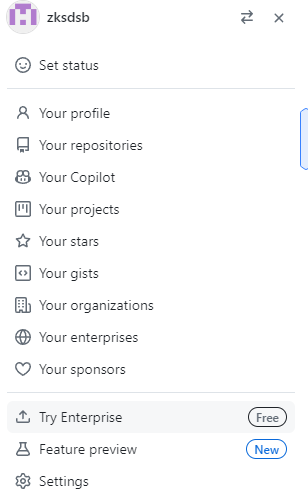 zksdsb
Set status
Your profile
Your repositories
Your Copilot
Your projects
Your stars
Your gists
Your organizations
Your enterprises
Your sponsors
Try Enterprise Free
Feature preview New
Settings